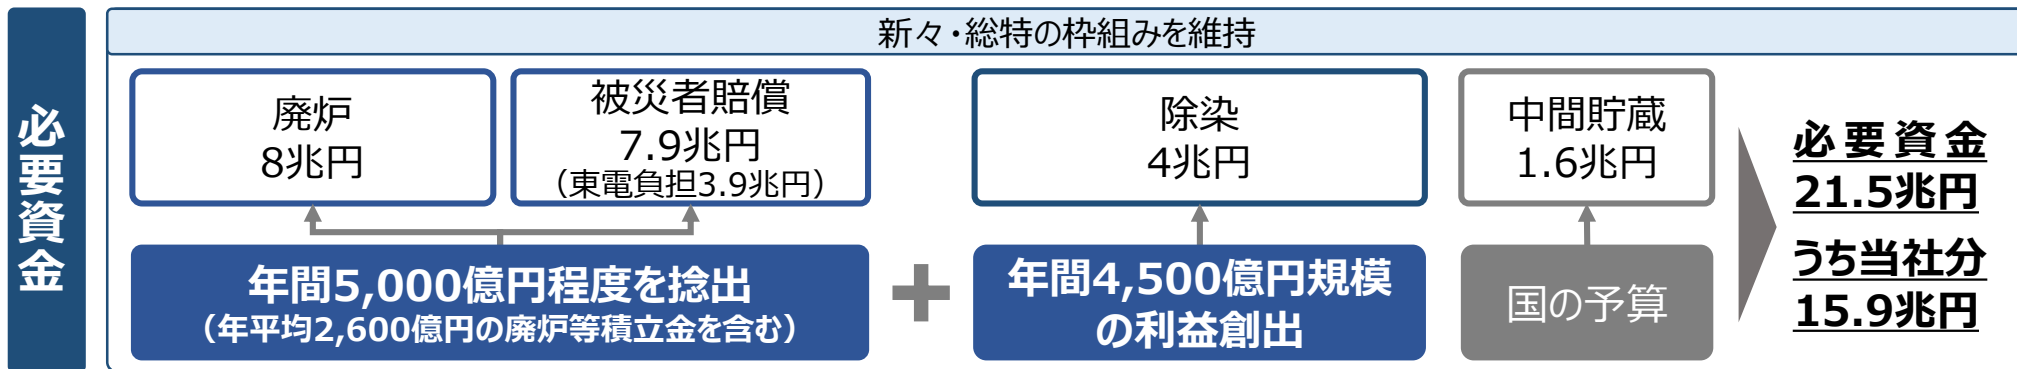 必要資金
新々・総特の枠組みを維持
廃炉
8兆円
被災者賠償
7.9兆円
（東電負担3.9兆円）
除染
4兆円
中間貯蔵
1.6兆円
年間5,000億円程度を捻出
（年平均2,600億円の廃炉等積立金を含む）
年間4,500億円規模
の利益創出
国の予算
必要資金
21.5兆円
うち当社分
15.9兆円